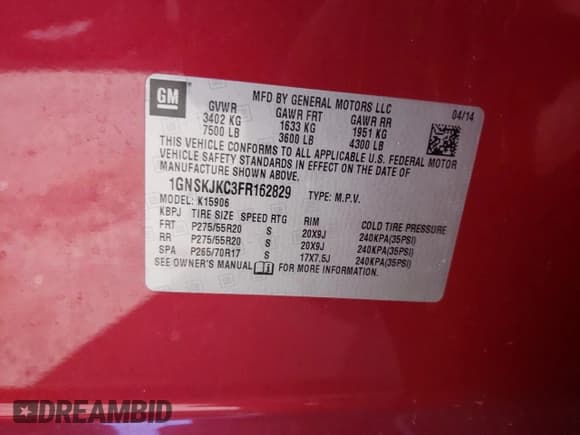 GM
MFD BY GENERAL MOTORS LLC
04/14
GVWR GAWR FRT GAWR RR
3402 KG 1633 KG 1951 KG
7500 LB 3600 LB 4300 LB
THIS VEHICLE CONFORMS TO ALL APPLICABLE U.S. FEDERAL MOTOR
VEHICLE SAFETY STANDARDS IN EFFECT ON THE DATE OF
MANUFACTURE SHOWN ABOVE.
1GNSKJKC3FR162829 TYPE: M.P.V.
MODEL: K15906
KBPJ TIRE SIZE SPEED RTG RIM COLD TIRE PRESSURE
FRT P275/55R20 S 20X9J 240KPA(35PSI)
RR P275/55R20 S 20X9J 240KPA(35PSI)
SPA P265/70R17 S 17X7.5J 240KPA(35PSI)
SEE OWNER'S MANUAL FOR MORE INFORMATION.
DREAMBID